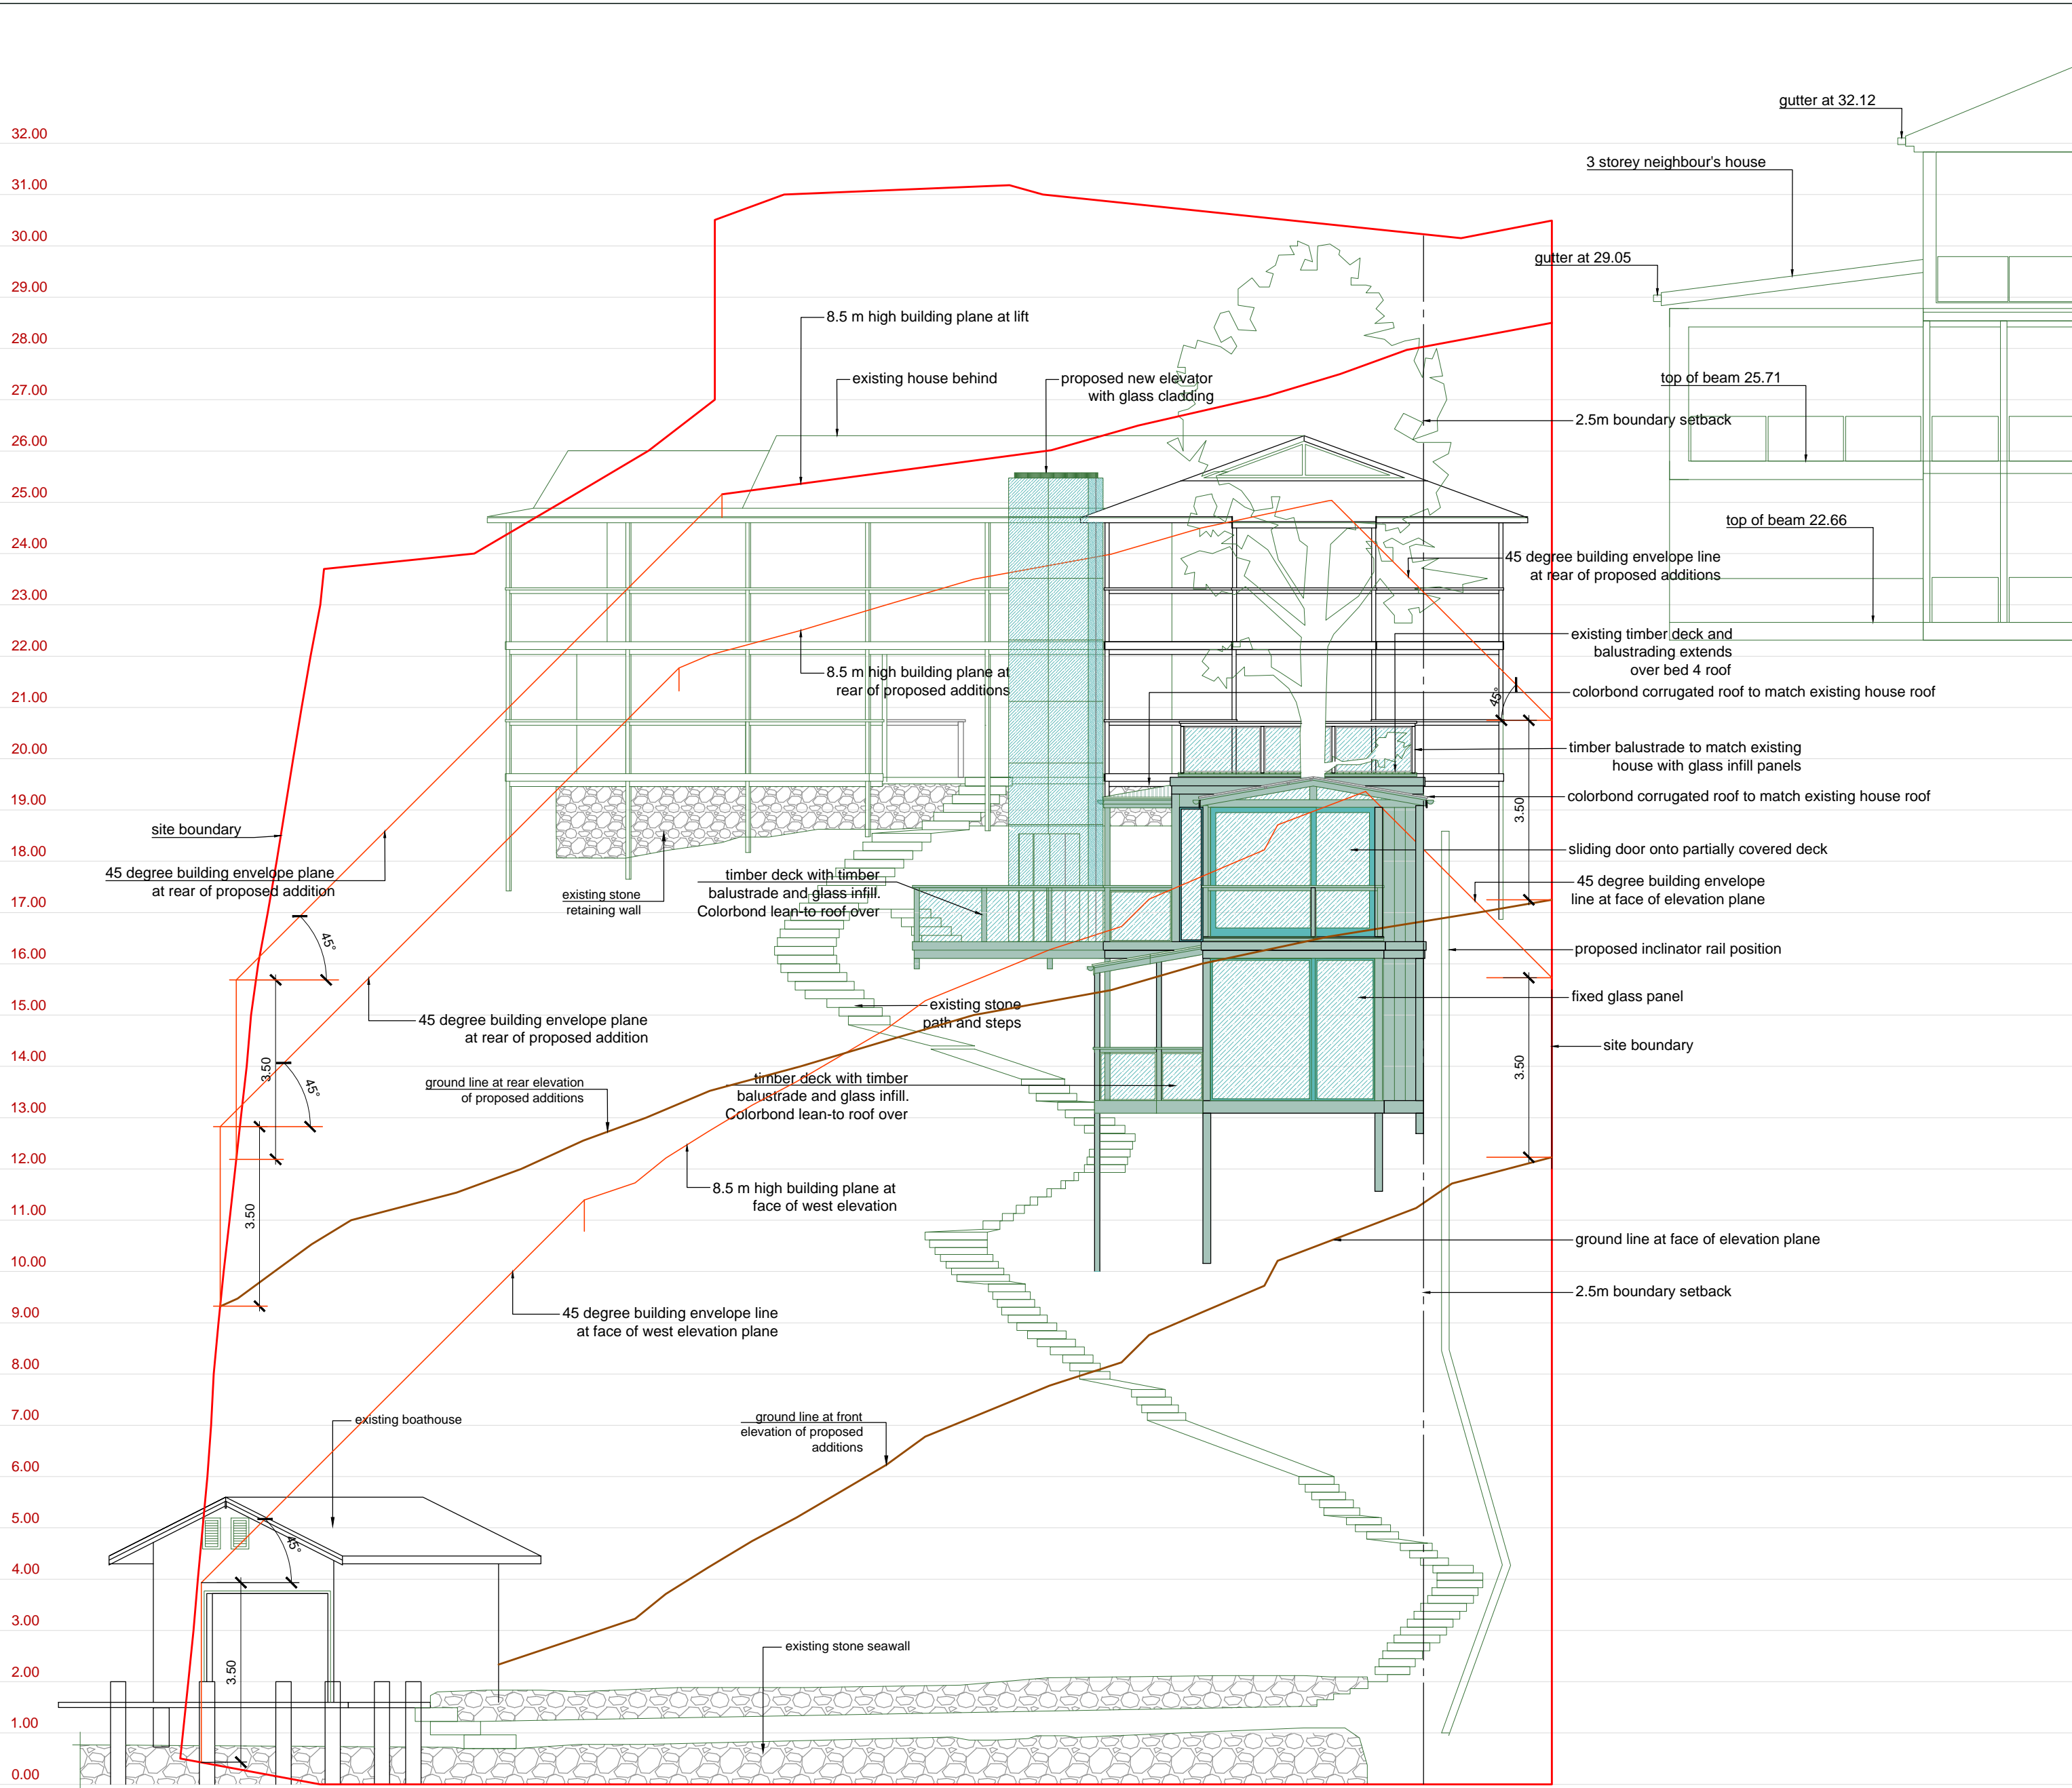 gutter at 32.12
32.00
3 storey neighbour's house
31.00
30.00
gutter at 29.05
29.00
8.5 m high building plane at lift
28.00
existing house behind
proposed new elevator
with glass cladding
top of beam 25.71
27.00
2.5m boundary setback
26.00
25.00
top of beam 22.66
24.00
45 degree building envelope line
at rear of proposed additions
23.00
existing timber deck and
balustrading extends
over bed 4 roof
22.00
8.5 m high building plane at
rear of proposed additions
45°
colorbond corrugated roof to match existing house roof
21.00
20.00
timber balustrade to match existing
house with glass infill panels
19.00
3.50
colorbond corrugated roof to match existing house roof
site boundary
18.00
sliding door onto partially covered deck
45 degree building envelope plane
at rear of proposed addition
existing stone
retaining wall
timber deck with timber
balustrade and glass infill.
Colorbond lean-to roof over
45 degree building envelope
line at face of elevation plane
17.00
45°
16.00
proposed inclinator rail position
15.00
existing stone
path and steps
fixed glass panel
45 degree building envelope plane
at rear of proposed addition
14.00
3.50
45°
3.50
site boundary
ground line at rear elevation
of proposed additions
timber deck with timber
balustrade and glass infill.
Colorbond lean-to roof over
13.00
12.00
8.5 m high building plane at
face of west elevation
11.00
3.50
ground line at face of elevation plane
10.00
2.5m boundary setback
9.00
45 degree building envelope line
at face of west elevation plane
8.00
7.00
existing boathouse
ground line at front
elevation of proposed
additions
6.00
5.00
45°
4.00
3.00
existing stone seawall
2.00
3.50
1.00
0.00